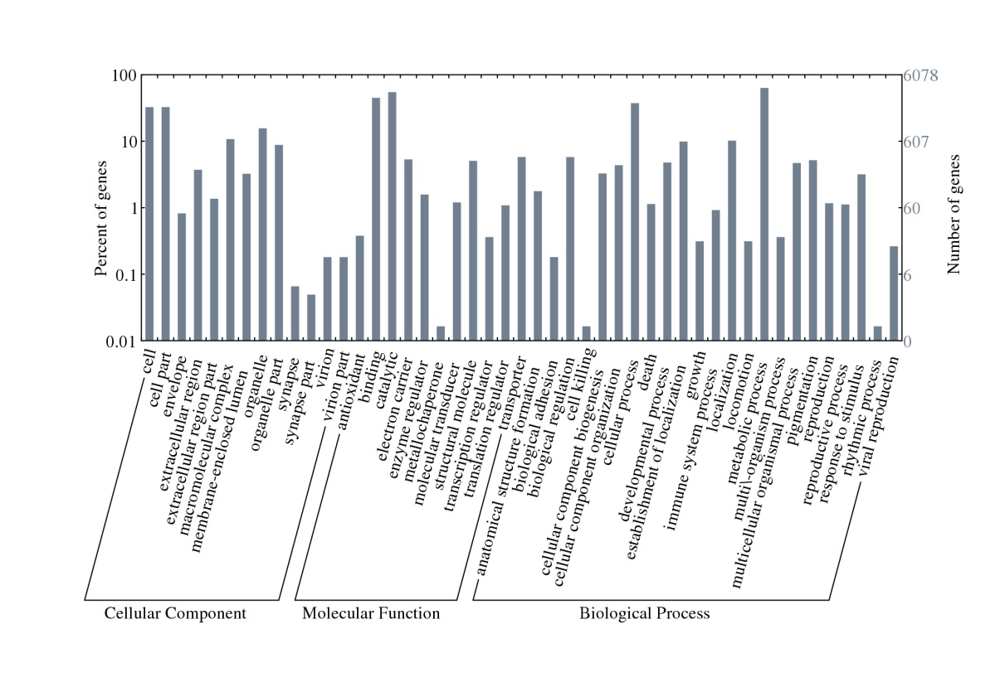 100
10
1
0.1
0.01
Percent of genes
6078
607
60
6
0
Number of genes
cell
cell part
envelope
extracellular region
extracellular region part
macromolecular complex
membrane-enclosed lumen
organelle
organelle part
synapse
synapse part
virion
virion part
antioxidant
binding
catalytic
electron carrier
enzyme regulator
metallochaperone
molecular transducer
structural molecule
transcription regulator
translation regulator
transporter
anatomical structure formation
biological adhesion
biological regulation
cell killing
cellular component biogenesis
cellular component organization
cellular process
death
developmental process
establishment of localization
growth
immune system process
localization
locomotion
metabolic process
multi\-organism process
multicellular organismal process
pigmentation
reproduction
reproductive process
response to stimulus
rhythmic process
viral reproduction
Cellular Component
Molecular Function
Biological Process